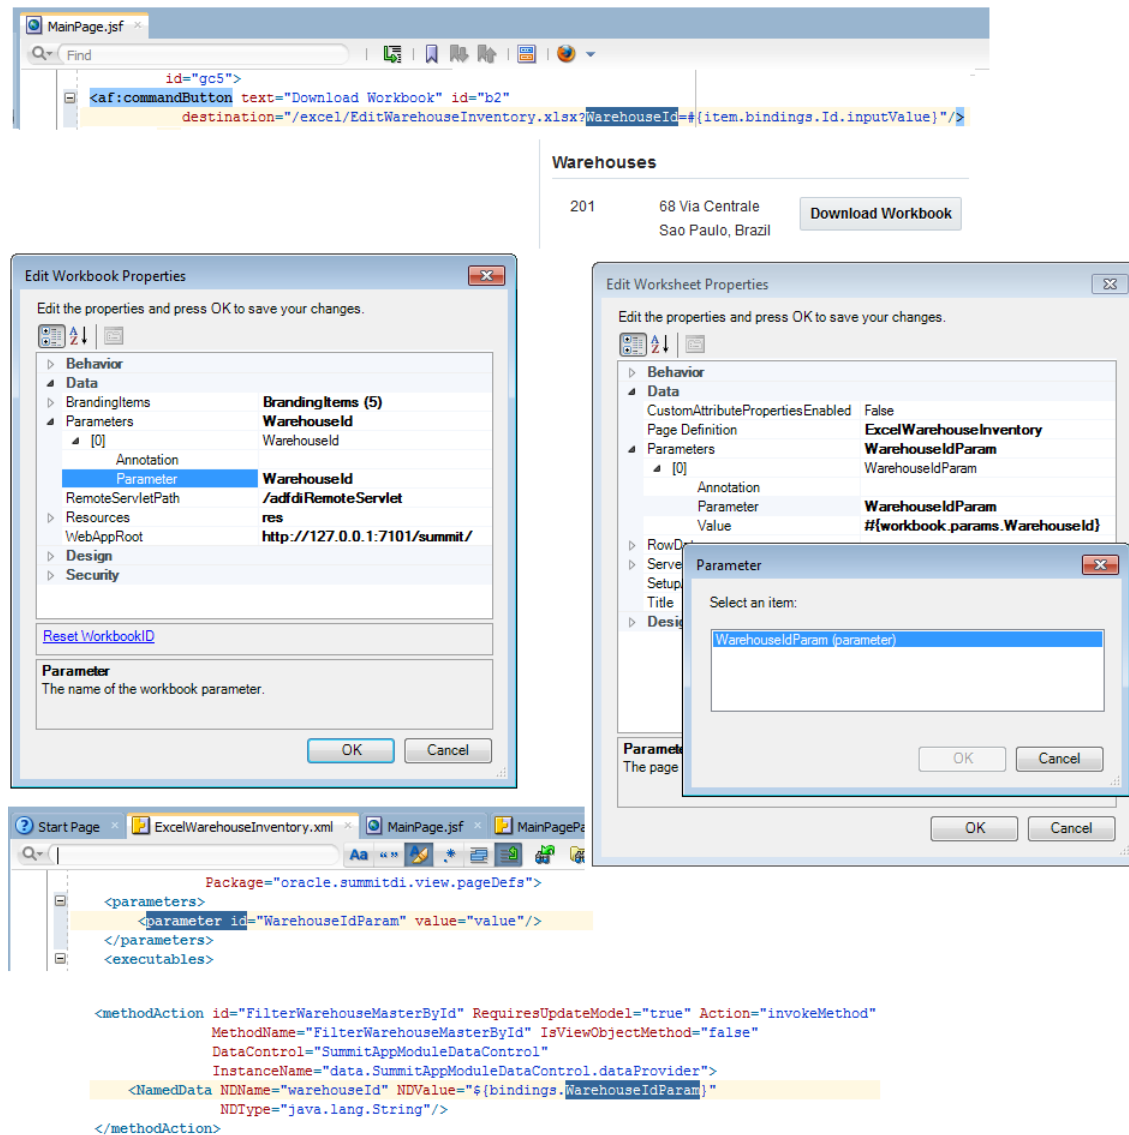 MainPage.jsf
Find
id="gc5">
<af:commandButton text="Download Workbook" id="b2"
destination="/excel/EditWarehouseInventory.xlsx?WarehouseId=#{item.bindings.Id.inputValue}"/>
Warehouses
201
68 Via Centrale
Sao Paulo, Brazil
Download Workbook
Edit Workbook Properties
Edit the properties and press OK to save your changes.
Behavior
Data
BrandingItems BrandingItems (5)
Parameters WarehouseId
[0] WarehouseId
Annotation
Parameter WarehouseId
RemoteServletPath /adfdiRemoteServlet
Resources res
WebAppRoot http://127.0.0.1:7101/summit/
Design
Security
Reset WorkbookID
Parameter
The name of the workbook parameter.
OK Cancel
Edit Worksheet Properties
Edit the properties and press OK to save your changes.
Behavior
Data
CustomAttributePropertiesEnabled False
Page Definition ExcelWarehouseInventory
Parameters WarehouseIdParam
[0] WarehouseIdParam
Annotation
Parameter WarehouseIdParam
Value #{workbook.params.WarehouseId}
Title
Parameter
Select an item:
WarehouseIdParam (parameter)
OK Cancel
The page
OK Cancel
Start Page ExcelWarehouseInventory.xml MainPage.jsf MainPagePa
Aa “”
Package="oracle.summitdi.view.pageDefs">
<parameters>
<parameter id="WarehouseIdParam" value="value"/>
</parameters>
<executables>
<methodAction id="FilterWarehouseMasterById" RequiresUpdateModel="true" Action="invokeMethod"
MethodName="FilterWarehouseMasterById" IsViewObjectMethod="false"
DataControl="SummitAppModuleDataControl"
InstanceName="data.SummitAppModuleDataControl.dataProvider">
<NamedData NDName="warehouseId" NDValue="${bindings.WarehouseIdParam}"
NDType="java.lang.String"/>
</methodAction>